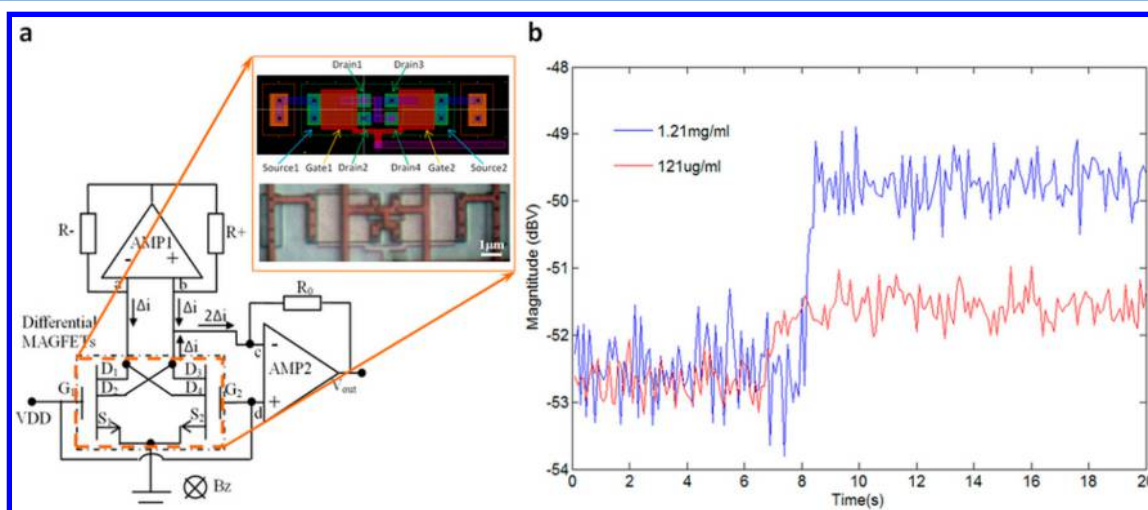 a
Drain1 Drain3
Source1 Gate1 Drain2 Drain4 Gate2 Source2
1μm
R- AMP1 R+
- +
a b
Δi Δi 2Δi R0
Differential
MAGFETs
Δi
c -
AMP2
G1 D1 D3 G2
D2 D4
VDD S1 S2 d +
Vout
Bz
b
-48
-49
-50
-51
-52
-53
-54
Magntitude (dBV)
1.21mg/ml
121ug/ml
0 2 4 6 8 10 12 14 16 18 20
Time(s)